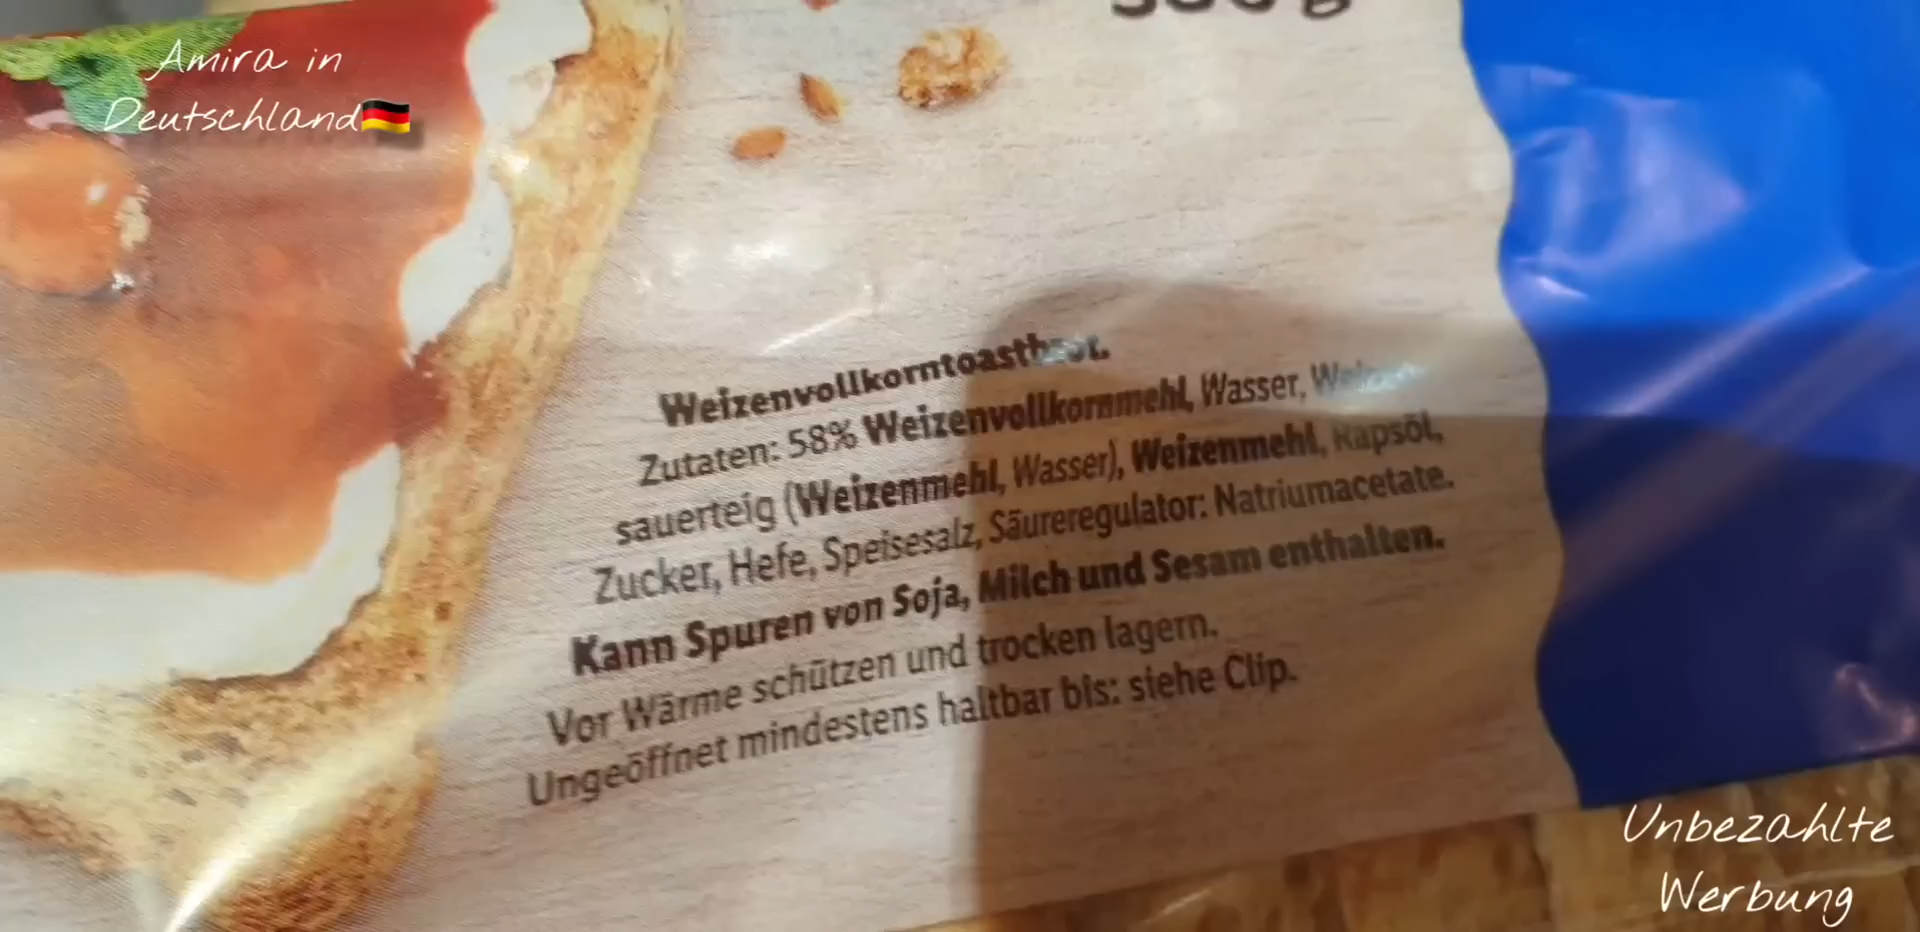 Amira in
Deutschland🇩🇪
500 g
Weizenvollkorntoastbrot.
Zutaten: 58% Weizenvollkornmehl, Wasser, Weizen-
sauerteig (Weizenmehl, Wasser), Weizenmehl, Rapsöl,
Zucker, Hefe, Speisesalz, Säureregulator: Natriumacetate.
Kann Spuren von Soja, Milch und Sesam enthalten.
Vor Wärme schützen und trocken lagern.
Ungeöffnet mindestens haltbar bis: siehe Clip.
Unbezahlte
Werbung